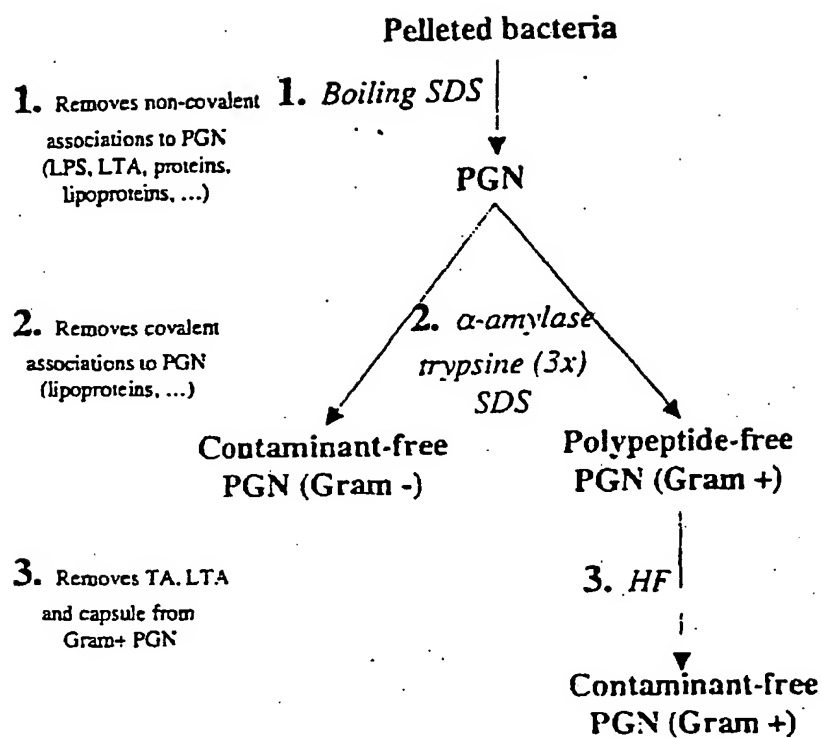 Pelleted bacteria
1. Removes non-covalent
associations to PGN
(LPS, LTA, proteins,
lipoproteins, ...)
1. Boiling SDS
PGN
2. Removes covalent
associations to PGN
(lipoproteins, ...)
2. α-amylase
trypsine (3x)
SDS
Contaminant-free
PGN (Gram -)
Polypeptide-free
PGN (Gram +)
3. Removes TA, LTA
and capsule from
Gram+ PGN
3. HF
Contaminant-free
PGN (Gram +)